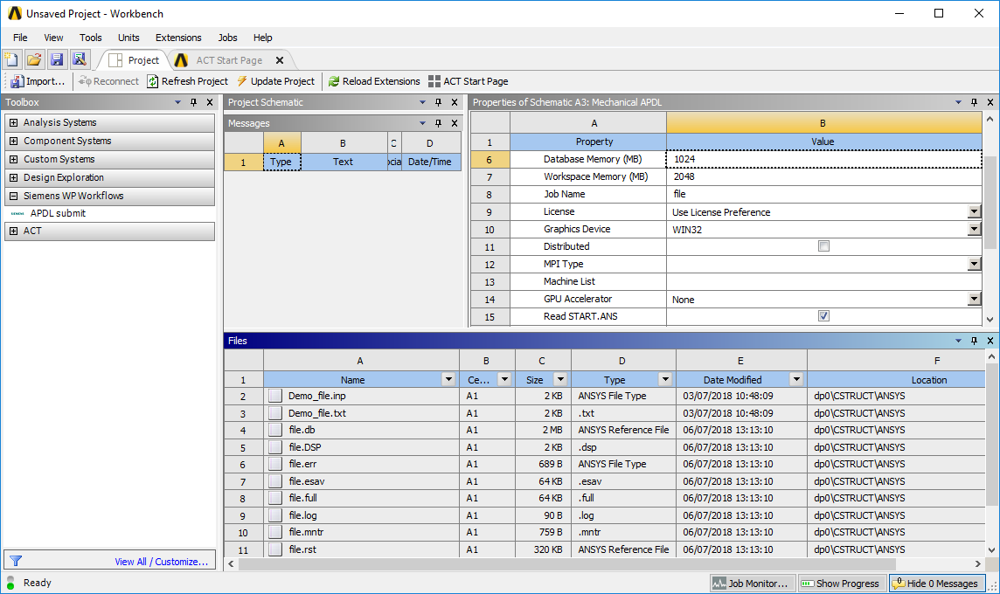 Unsaved Project - Workbench
File View Tools Units Extensions Jobs Help
Project ACT Start Page
Import... Reconnect Refresh Project Update Project Reload Extensions ACT Start Page
Toolbox
Analysis Systems
Component Systems
Custom Systems
Design Exploration
Siemens WP Workflows
APDL submit
ACT
View All / Customize...
Project Schematic
Messages
A B C D
1 Type Text ocia Date/Time
Properties of Schematic A3: Mechanical APDL
A B
1 Property Value
6 Database Memory (MB) 1024
7 Workspace Memory (MB) 2048
8 Job Name file
9 License Use License Preference
10 Graphics Device WIN32
11 Distributed
12 MPI Type
13 Machine List
14 GPU Accelerator None
15 Read START.ANS
Files
A B C D E F
1 Name Ce... Size Type Date Modified Location
2 Demo_file.inp A1 2 KB ANSYS File Type 03/07/2018 10:48:09 dp0\CSTRUCT\ANSYS
3 Demo_file.txt A1 2 KB .txt 03/07/2018 10:48:09 dp0\CSTRUCT\ANSYS
4 file.db A1 2 MB ANSYS Reference File 06/07/2018 13:13:10 dp0\CSTRUCT\ANSYS
5 file.DSP A1 2 KB .dsp 06/07/2018 13:13:10 dp0\CSTRUCT\ANSYS
6 file.err A1 689 B ANSYS File Type 06/07/2018 13:13:10 dp0\CSTRUCT\ANSYS
7 file.esav A1 64 KB .esav 06/07/2018 13:13:10 dp0\CSTRUCT\ANSYS
8 file.full A1 64 KB .full 06/07/2018 13:13:10 dp0\CSTRUCT\ANSYS
9 file.log A1 90 B .log 06/07/2018 13:13:10 dp0\CSTRUCT\ANSYS
10 file.mntr A1 759 B .mntr 06/07/2018 13:13:10 dp0\CSTRUCT\ANSYS
11 file.rst A1 320 KB ANSYS Reference File 06/07/2018 13:13:10 dp0\CSTRUCT\ANSYS
Ready Job Monitor... Show Progress Hide 0 Messages